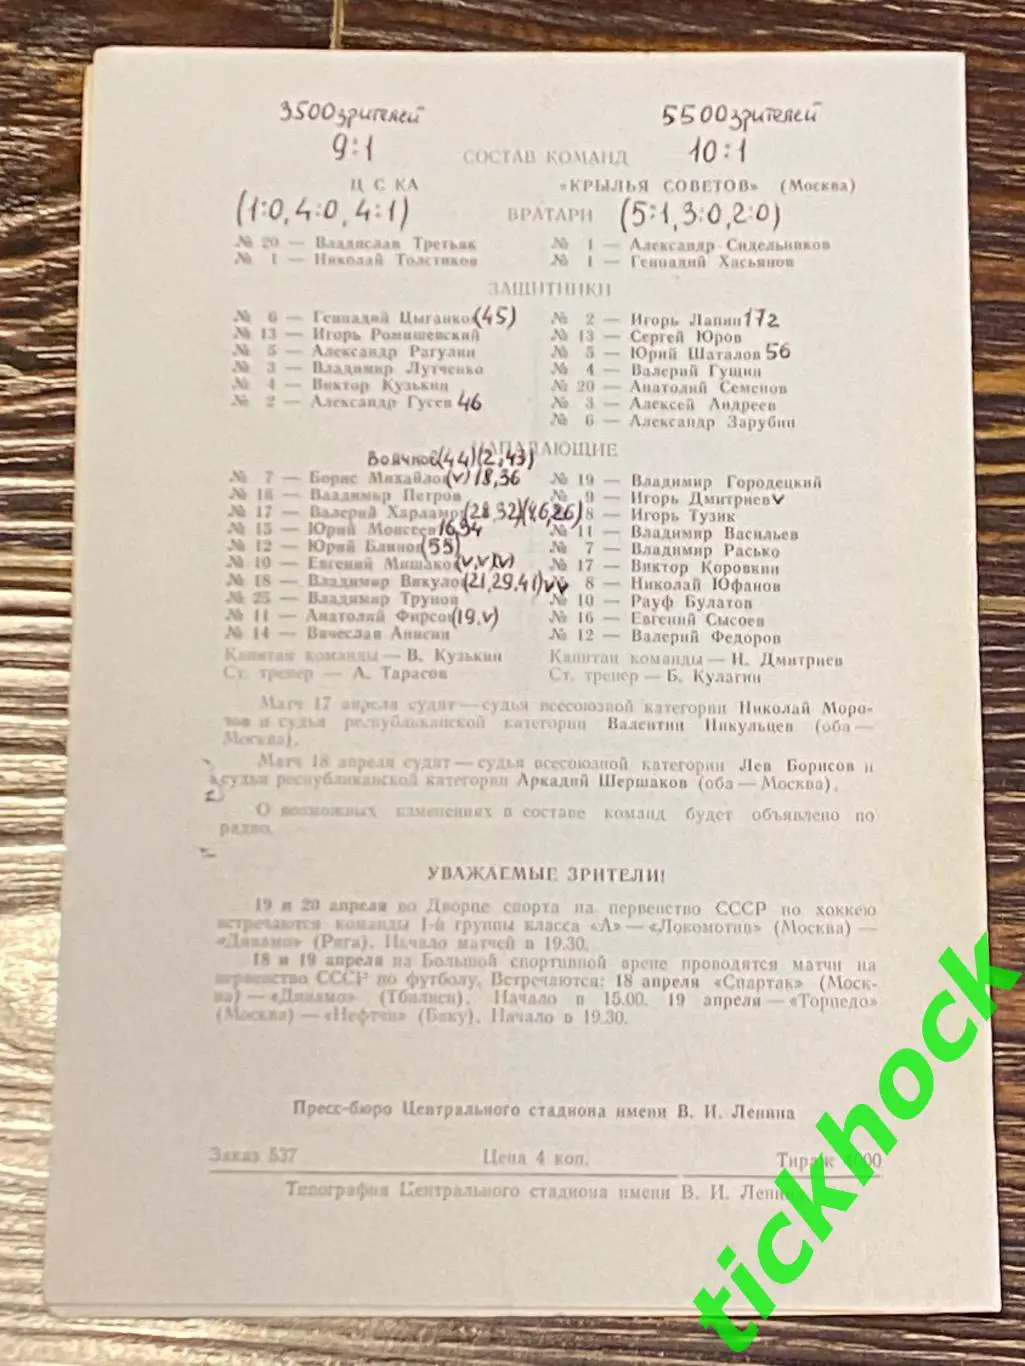 3500зрителей 5500зрителей
9:1 СОСТАВ КОМАНД 10:1
ЦСКА «КРЫЛЬЯ СОВЕТОВ» (Москва)
(1:0, 4:0, 4:1) ВРАТАРИ (5:1, 3:0, 2:0)
№ 20 — Владислав Третьяк № 1 — Александр Сидельников
№ 1 — Николай Толстиков № 1 — Геннадий Хасьянов
ЗАЩИТНИКИ
№ 6 — Геннадий Цыганков (45) № 2 — Игорь Лапин 172
№ 13 — Игорь Ромишевский № 13 — Сергей Юров
№ 5 — Александр Рагулин № 5 — Юрий Шаталов 56
№ 3 — Владимир Лутченко № 4 — Валерий Гущин
№ 4 — Виктор Кузькин № 20 — Анатолий Семенов
№ 2 — Александр Гусев 46 № 3 — Алексей Андреев
№ 6 — Александр Зарубин
НАПАДАЮЩИЕ
(44)(2,43)
№ 7 — Борис Михайлов (v) 18,36 № 19 — Владимир Городецкий
№ 16 — Владимир Петров № 9 — Игорь Дмитриев v
№ 17 — Валерий Харламов 8 — Игорь Тузик
№ 15 — Юрий Моисеев № 11 — Владимир Васильев
№ 12 — Юрий Блинов (55) № 7 — Владимир Расько
№ 10 — Евгений Мишаков (v,v)(v) № 17 — Виктор Коровкин
№ 18 — Владимир Викулов (21,29,41) v v № 8 — Николай Юфанов
№ 25 — Владимир Трунов № 10 — Рауф Булатов
№ 11 — Анатолий Фирсов (19,v) № 16 — Евгений Сысоев
№ 14 — Вячеслав Анисин № 12 — Валерий Федоров
Капитан команды — В. Кузькин Капитан команды — И. Дмитриев
Ст. тренер — А. Тарасов Ст. тренер — Б. Кулагин
Матч 17 апреля судят — судья всесоюзной категории Николай Моро-
зов и судья республиканской категории Валентин Никульцев (оба —
Москва).
Матч 18 апреля судят — судья всесоюзной категории Лев Борисов и
судья республиканской категории Аркадий Шершаков (оба — Москва).
О возможных изменениях в составе команд будет объявлено по
радио.
УВАЖАЕМЫЕ ЗРИТЕЛИ!
19 и 20 апреля во Дворце спорта на первенство СССР по хоккею
встречаются команды 1-й группы класса «А» — «Локомотив» (Москва) —
«Динамо» (Рига). Начало матчей в 19.30.
18 и 19 апреля на Большой спортивной арене проводятся матчи на
первенство СССР по футболу. Встречаются: 18 апреля «Спартак» (Моск-
ва) — «Динамо» (Тбилиси). Начало в 15.00. 19 апреля — «Торпедо»
(Москва) — «Нефтчи» (Баку). Начало в 19.30.
Пресс-бюро Центрального стадиона имени В. И. Ленина
Заказ 537 Цена 4 коп. Тираж
Типография Центрального стадиона имени В. И. Ленина
tickhock